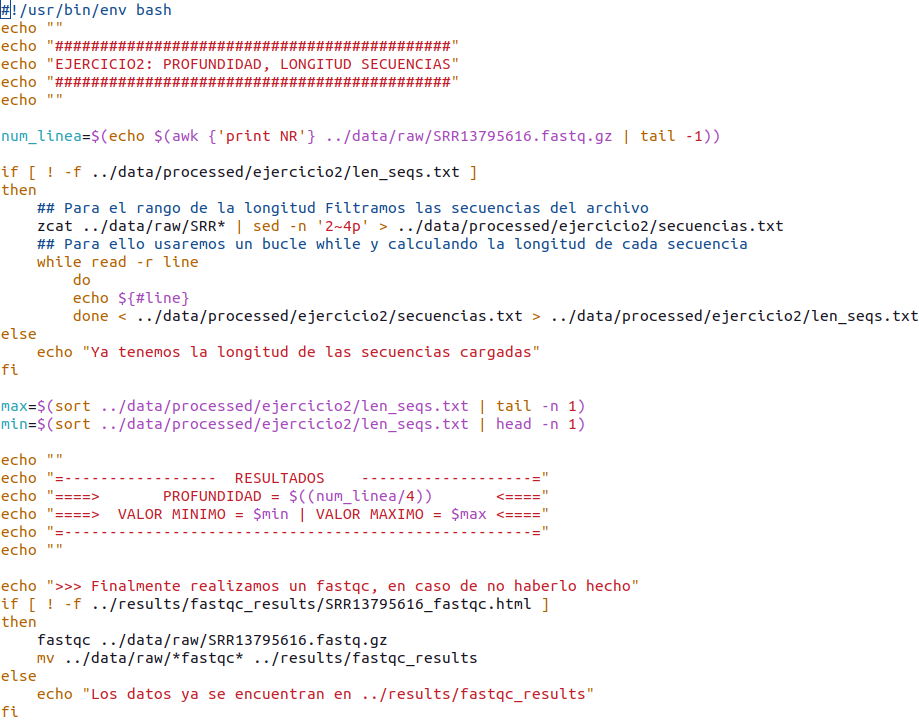 #!/usr/bin/env bash
echo ""
echo "############################################"
echo "EJERCICIO2: PROFUNDIDAD, LONGITUD SECUENCIAS"
echo "############################################"
echo ""

num_linea=$(echo $(awk {'print NR'} ../data/raw/SRR13795616.fastq.gz | tail -1))

if [ ! -f ../data/processed/ejercicio2/len_seqs.txt ]
then
    ## Para el rango de la longitud Filtramos las secuencias del archivo
    zcat ../data/raw/SRR* | sed -n '2~4p' > ../data/processed/ejercicio2/secuencias.txt
    ## Para ello usaremos un bucle while y calculando la longitud de cada secuencia
    while read -r line
        do
        echo ${#line}
        done < ../data/processed/ejercicio2/secuencias.txt > ../data/processed/ejercicio2/len_seqs.txt
else
    echo "Ya tenemos la longitud de las secuencias cargadas"
fi

max=$(sort ../data/processed/ejercicio2/len_seqs.txt | tail -n 1)
min=$(sort ../data/processed/ejercicio2/len_seqs.txt | head -n 1)

echo ""
echo "=-----------------  RESULTADOS    -------------------="
echo "====>       PROFUNDIDAD = $((num_linea/4))       <===="
echo "====>  VALOR MINIMO = $min | VALOR MAXIMO = $max <===="
echo "=----------------------------------------------------="
echo ""

echo ">>> Finalmente realizamos un fastqc, en caso de no haberlo hecho"
if [ ! -f ../results/fastqc_results/SRR13795616_fastqc.html ]
then
    fastqc ../data/raw/SRR13795616.fastq.gz
    mv ../data/raw/*fastqc* ../results/fastqc_results
else
    echo "Los datos ya se encuentran en ../results/fastqc_results"
fi